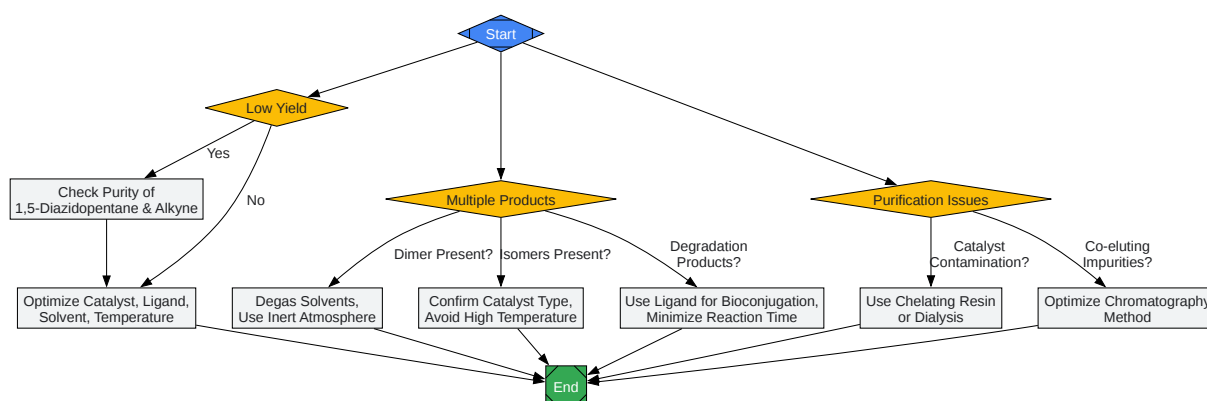 Start
Low Yield
Yes
No
Check Purity of
1,5-Diazidopentane & Alkyne
Multiple Products
Purification Issues
Dimer Present?
Isomers Present?
Degradation
Products?
Catalyst
Contamination?
Co-eluting
Impurities?
Optimize Catalyst, Ligand,
Solvent, Temperature
Degas Solvents,
Use Inert Atmosphere
Confirm Catalyst Type,
Avoid High Temperature
Use Ligand for Bioconjugation,
Minimize Reaction Time
Use Chelating Resin
or Dialysis
Optimize Chromatography
Method
End